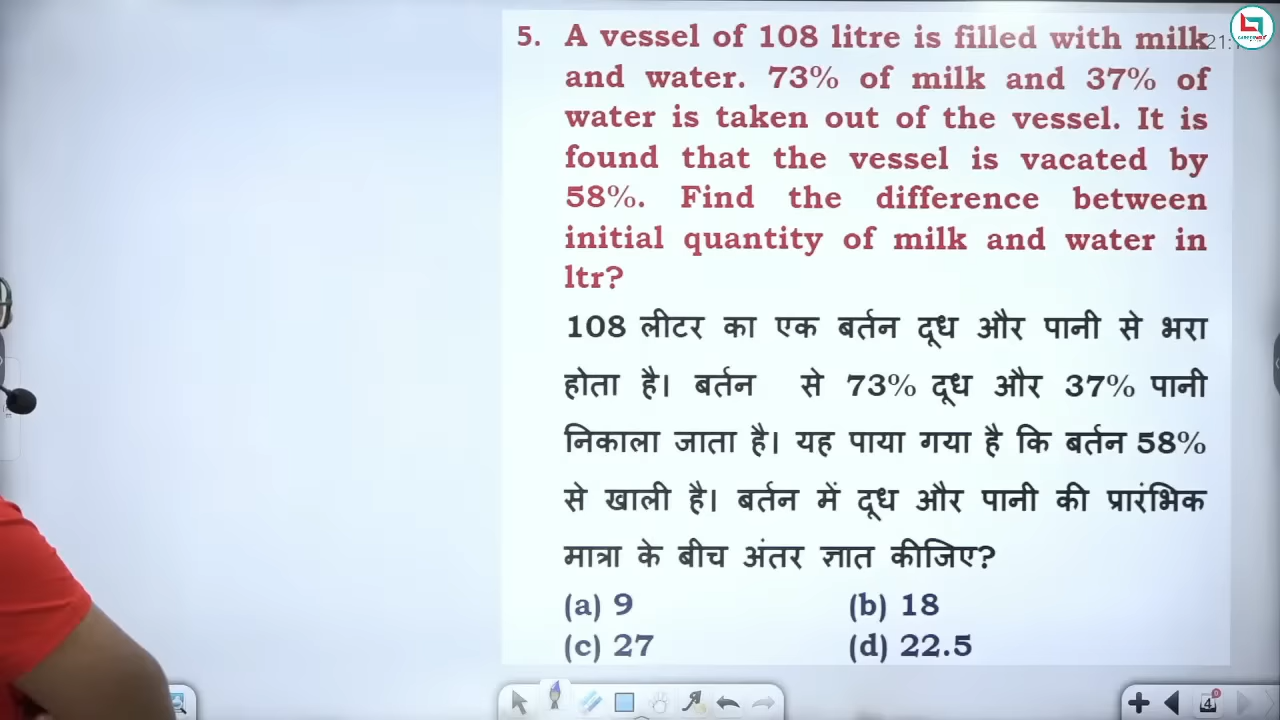 5. A vessel of 108 litre is filled with milk
and water. 73% of milk and 37% of
water is taken out of the vessel. It is
found that the vessel is vacated by
58%. Find the difference between
initial quantity of milk and water in
ltr?
108 लीटर का एक बर्तन दूध और पानी से भरा
होता है। बर्तन से 73% दूध और 37% पानी
निकाला जाता है। यह पाया गया है कि बर्तन 58%
से खाली है। बर्तन में दूध और पानी की प्रारंभिक
मात्रा के बीच अंतर ज्ञात कीजिए?
(a) 9 (b) 18
(c) 27 (d) 22.5